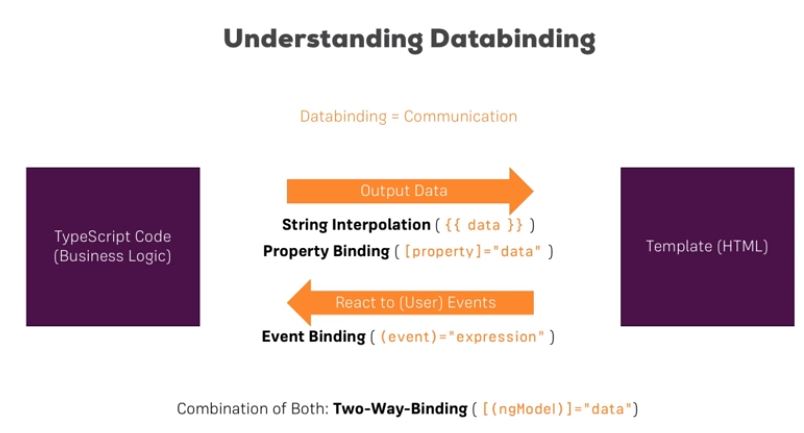 Understanding Databinding
Databinding = Communication
TypeScript Code
(Business Logic)
Output Data
String Interpolation ( {{ data }} )
Property Binding ( [property]="data" )
React to (User) Events
Event Binding ( (event)="expression" )
Template (HTML)
Combination of Both: Two-Way-Binding ( [(ngModel)]="data")